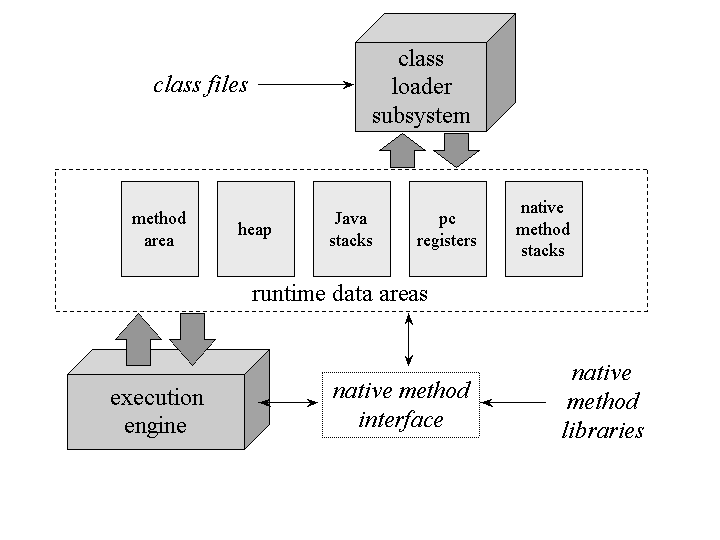 class
loader
subsystem
class files
method
area
heap
Java
stacks
pc
registers
native
method
stacks
runtime data areas
execution
engine
native method
interface
native
method
libraries